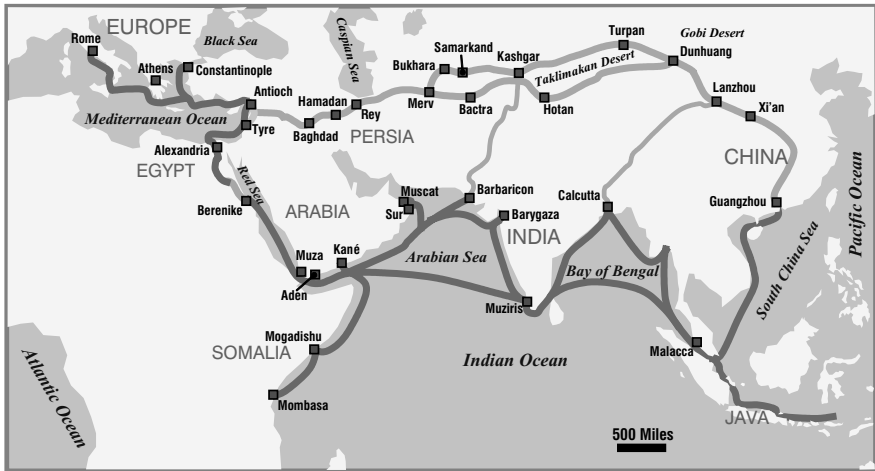 EUROPE
Rome
Black Sea
Athens
Constantinople
Caspian Sea
Samarkand
Bukhara
Kashgar
Turpan
Gobi Desert
Dunhuang
Taklimakan Desert
Antioch
Mediterranean Ocean
Hamadan
Merv
Bactra
Hotan
Lanzhou
Xi'an
Tyre
Baghdad
Rey
PERSIA
Alexandria
EGYPT
CHINA
Red Sea
Muscat
Barbaricon
Calcutta
Guangzhou
Pacific Ocean
Berenike
ARABIA
Sur
Barygaza
INDIA
South China Sea
Muza
Kané
Arabian Sea
Bay of Bengal
Aden
Muziris
Mogadishu
SOMALIA
Malacca
Indian Ocean
Atlantic Ocean
Mombasa
JAVA
500 Miles